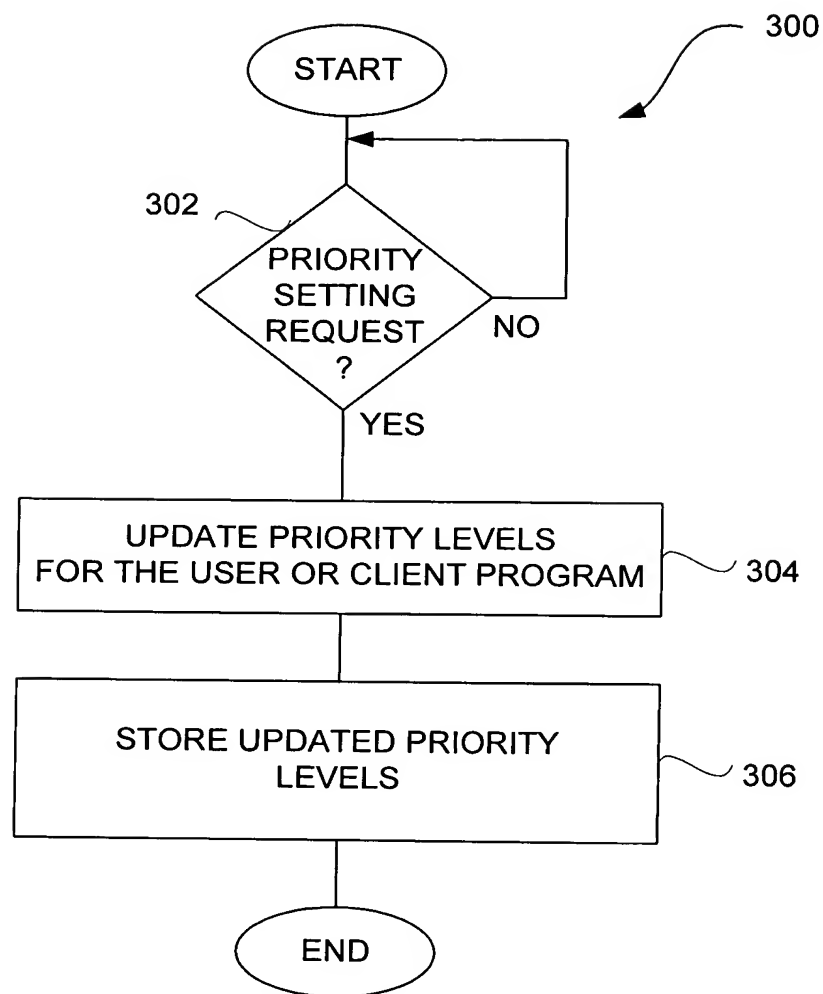 300
START
302
PRIORITY
SETTING
REQUEST
?
NO
YES
UPDATE PRIORITY LEVELS
FOR THE USER OR CLIENT PROGRAM
304
STORE UPDATED PRIORITY
LEVELS
306
END